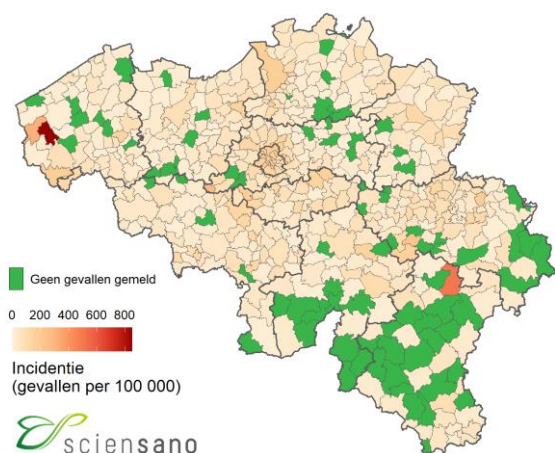 Geen gevallen gemeld
0 200 400 600 800
Incidentie
(gevallen per 100 000)
sciensano